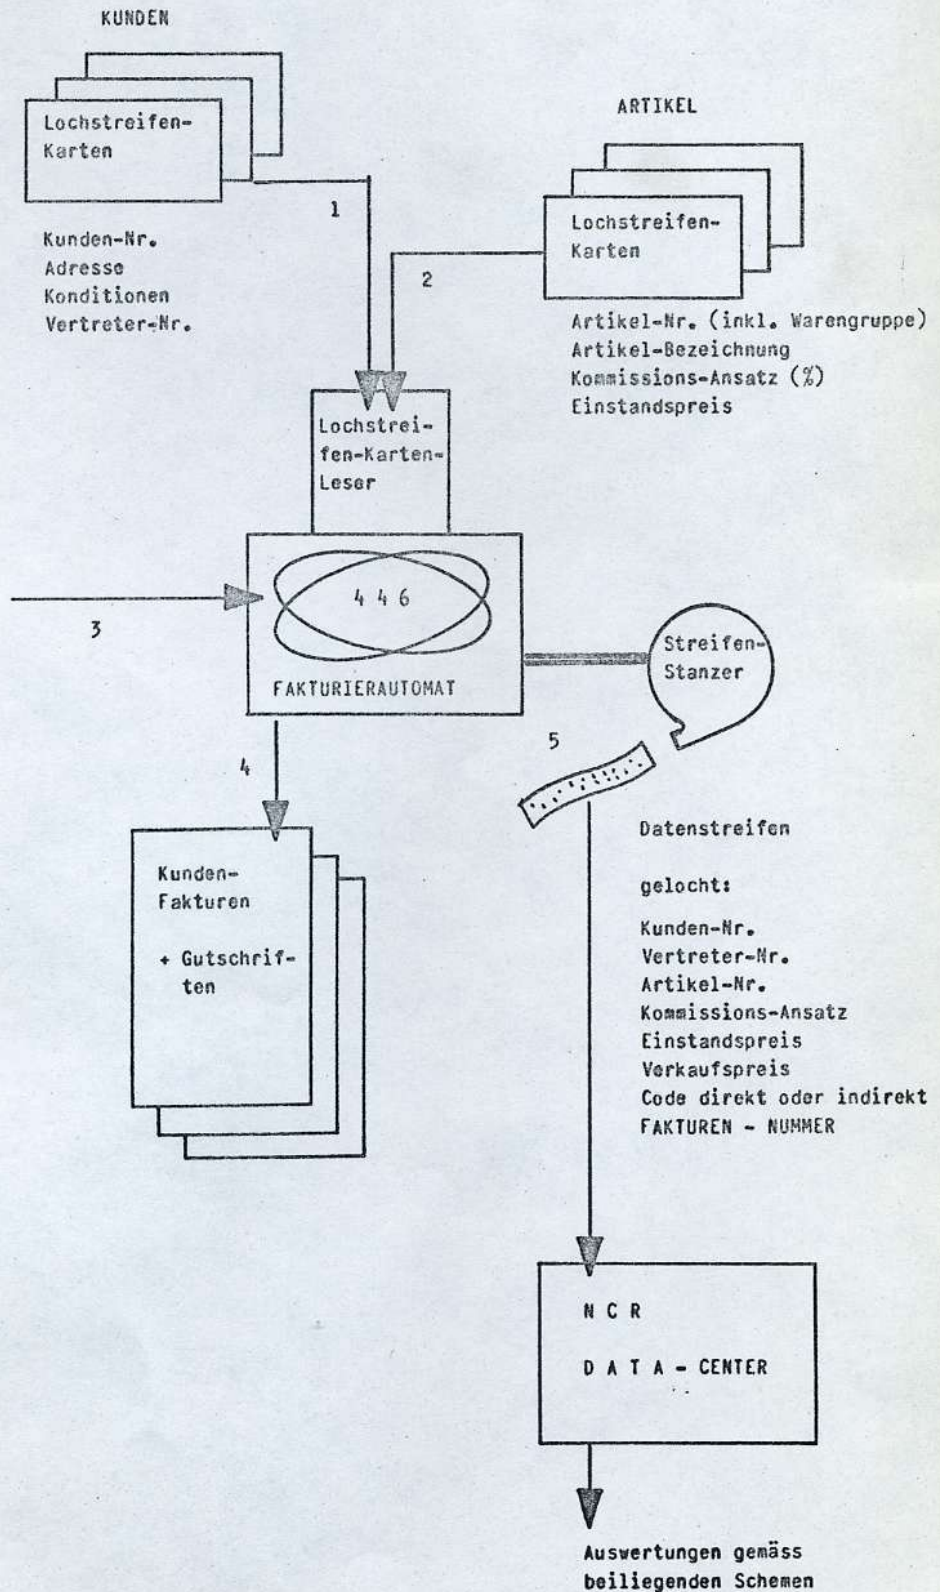 KUNDEN
Lochstreifen-
Karten
1
Kunden-Nr.
Adresse
Konditionen
Vertreter-Nr.
ARTIKEL
Lochstreifen-
Karten
2
Artikel-Nr. (inkl. Warengruppe)
Artikel-Bezeichnung
Kommissions-Ansatz (%)
Einstandspreis
Lochstrei-
fen-Karten-
Leser
3
4 4 6
FAKTURIERAUTOMAT
Streifen-
Stanzer
4
5
Kunden-
Fakturen
+ Gutschrif-
ten
Datenstreifen
gelocht:
Kunden-Nr.
Vertreter-Nr.
Artikel-Nr.
Kommissions-Ansatz
Einstandspreis
Verkaufspreis
Code direkt oder indirekt
FAKTUREN - NUMMER
N C R
D A T A - CENTER
Auswertungen gemäss
beiliegenden Schemen